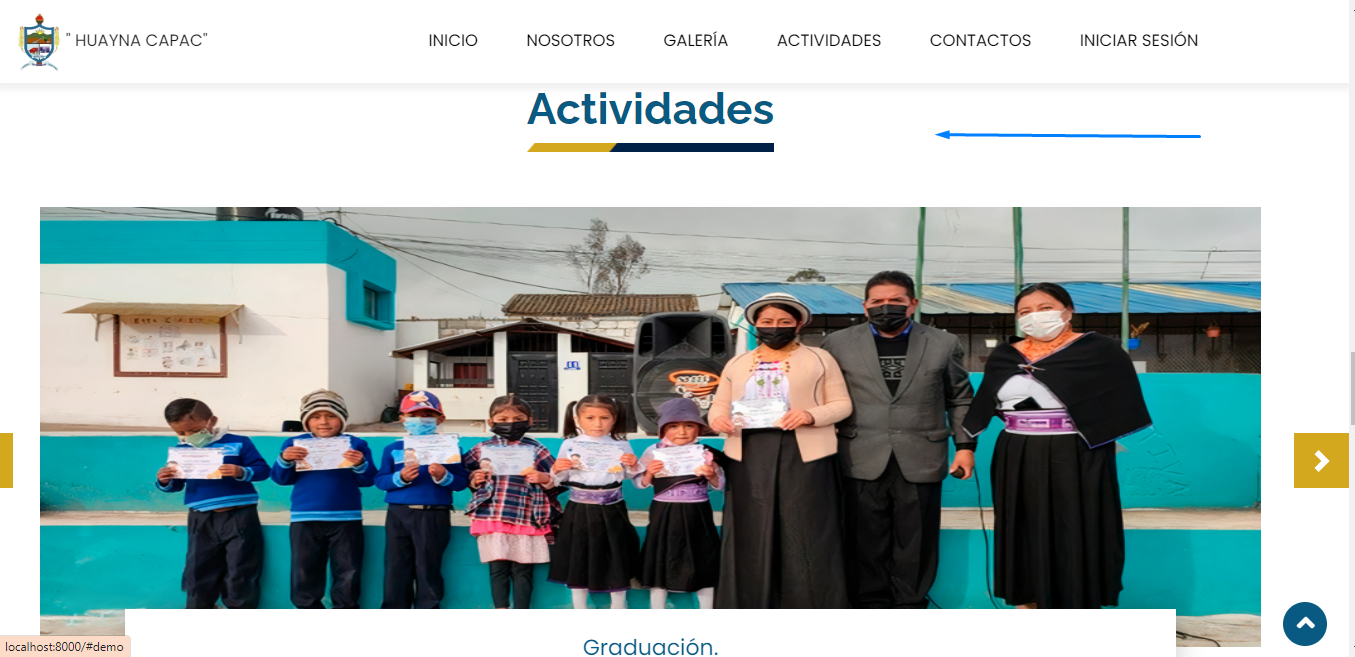 " HUAYNA CAPAC"
INICIO NOSOTROS GALERÍA ACTIVIDADES CONTACTOS INICIAR SESIÓN
Actividades
Graduación.
localhost:8000/#demo